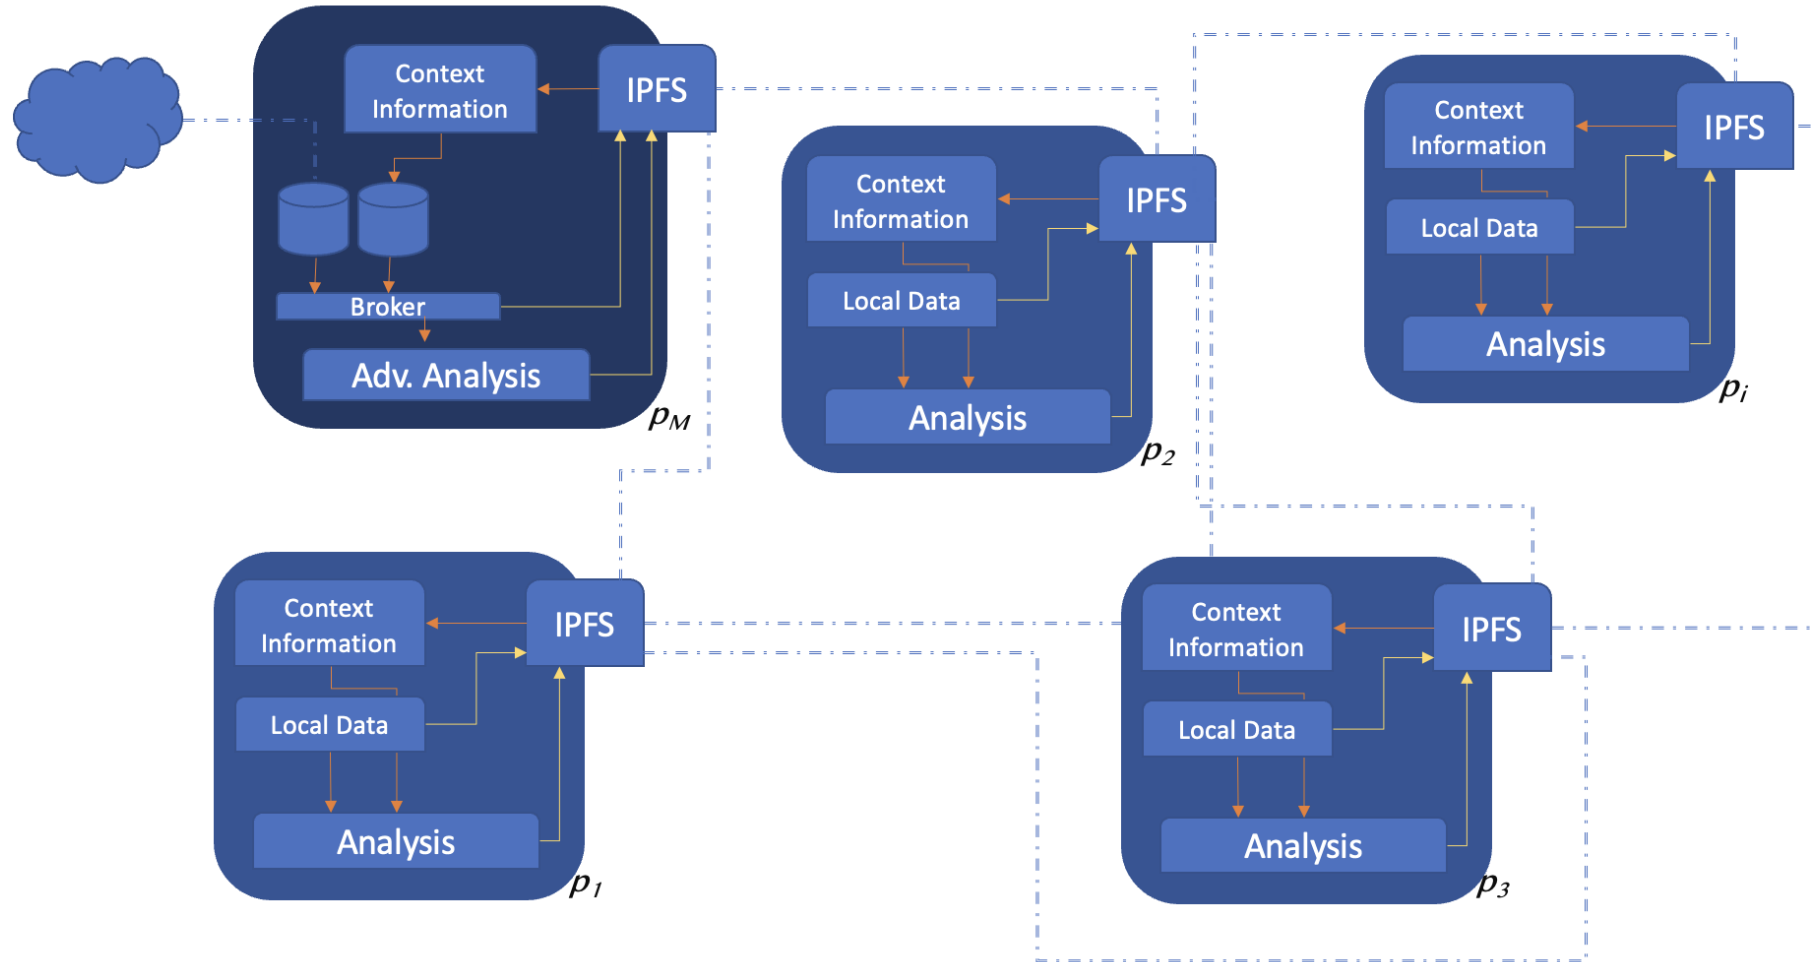 Context
Information
IPFS
Broker
Adv. Analysis
pM
Context
Information
IPFS
Local Data
Analysis
p2
Context
Information
IPFS
Local Data
Analysis
pi
Context
Information
IPFS
Local Data
Analysis
p1
Context
Information
IPFS
Local Data
Analysis
p3